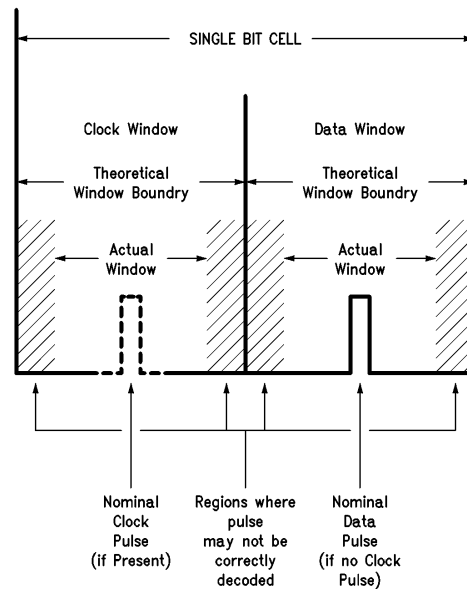 SINGLE BIT CELL
Clock Window
Data Window
Theoretical
Window Boundry
Theoretical
Window Boundry
Actual
Window
Actual
Window
Nominal
Clock
Pulse
(if Present)
Regions where
pulse
may not be
correctly
decoded
Nominal
Data
Pulse
(if no Clock
Pulse)